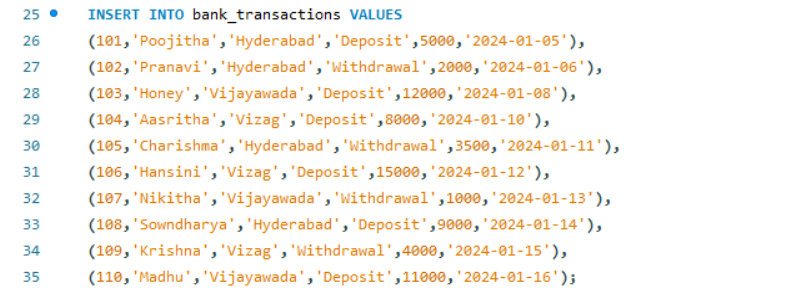 25 INSERT INTO bank_transactions VALUES
26 (101,'Poojitha','Hyderabad','Deposit',5000,'2024-01-05'),
27 (102,'Pranavi','Hyderabad','Withdrawal',2000,'2024-01-06'),
28 (103,'Honey','Vijayawada','Deposit',12000,'2024-01-08'),
29 (104,'Aasritha','Vizag','Deposit',8000,'2024-01-10'),
30 (105,'Charishma','Hyderabad','Withdrawal',3500,'2024-01-11'),
31 (106,'Hansini','Vizag','Deposit',15000,'2024-01-12'),
32 (107,'Nikitha','Vijayawada','Withdrawal',1000,'2024-01-13'),
33 (108,'Sowndharya','Hyderabad','Deposit',9000,'2024-01-14'),
34 (109,'Krishna','Vizag','Withdrawal',4000,'2024-01-15'),
35 (110,'Madhu','Vijayawada','Deposit',11000,'2024-01-16');